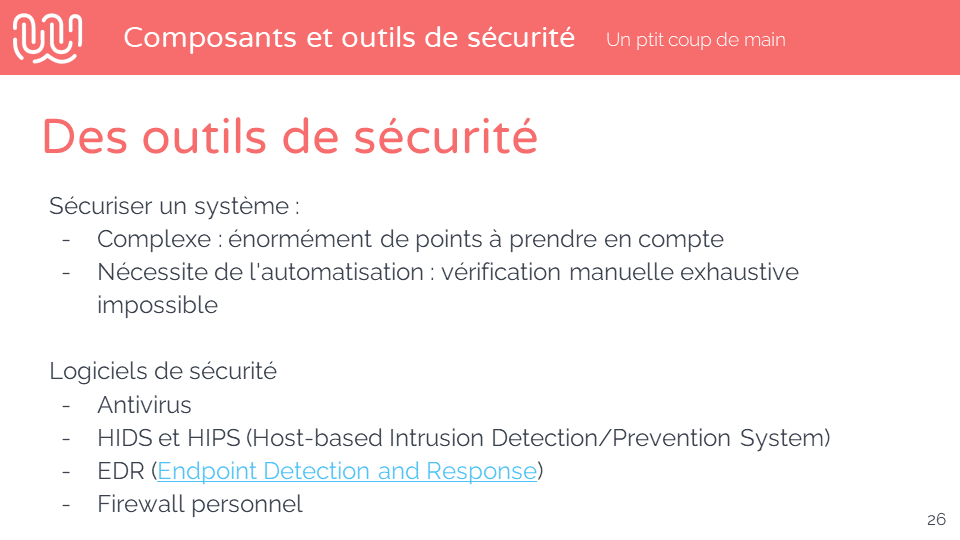 Composants et outils de sécurité Un ptit coup de main
Des outils de sécurité
Sécuriser un système :
- Complexe : énormément de points à prendre en compte
- Nécessite de l'automatisation : vérification manuelle exhaustive
impossible
Logiciels de sécurité
- Antivirus
- HIDS et HIPS (Host-based Intrusion Detection/Prevention System)
- EDR (Endpoint Detection and Response)
- Firewall personnel
26